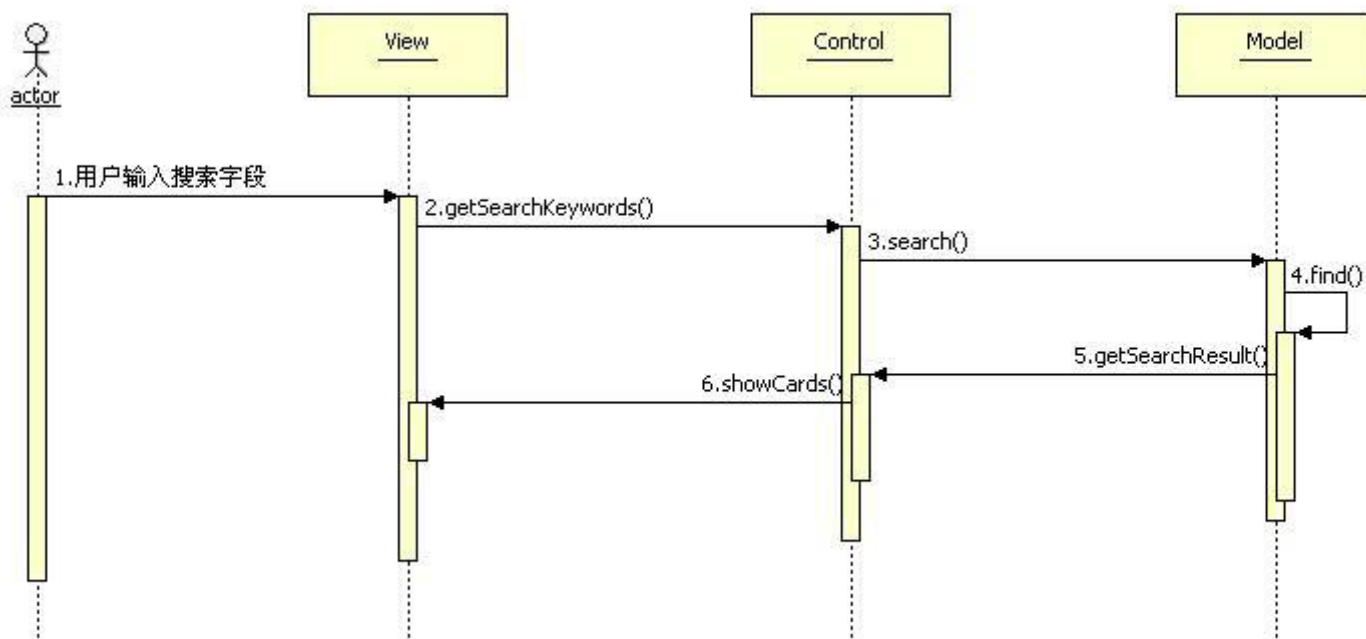 View
Control
Model
actor
1.用户输入搜索字段
2.getSearchKeywords()
3.search()
4.find()
5.getSearchResult()
6.showCards()